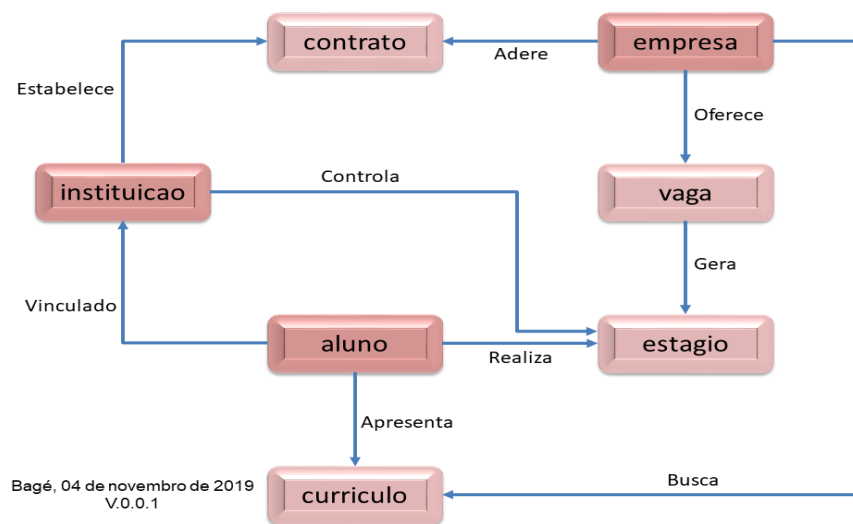 contrato
Adere
empresa
Estabelece
Oferece
instituicao
Controla
vaga
Gera
Vinculado
aluno
Realiza
estagio
Apresenta
Bagé, 04 de novembro de 2019
V.0.0.1
curriculo
Busca